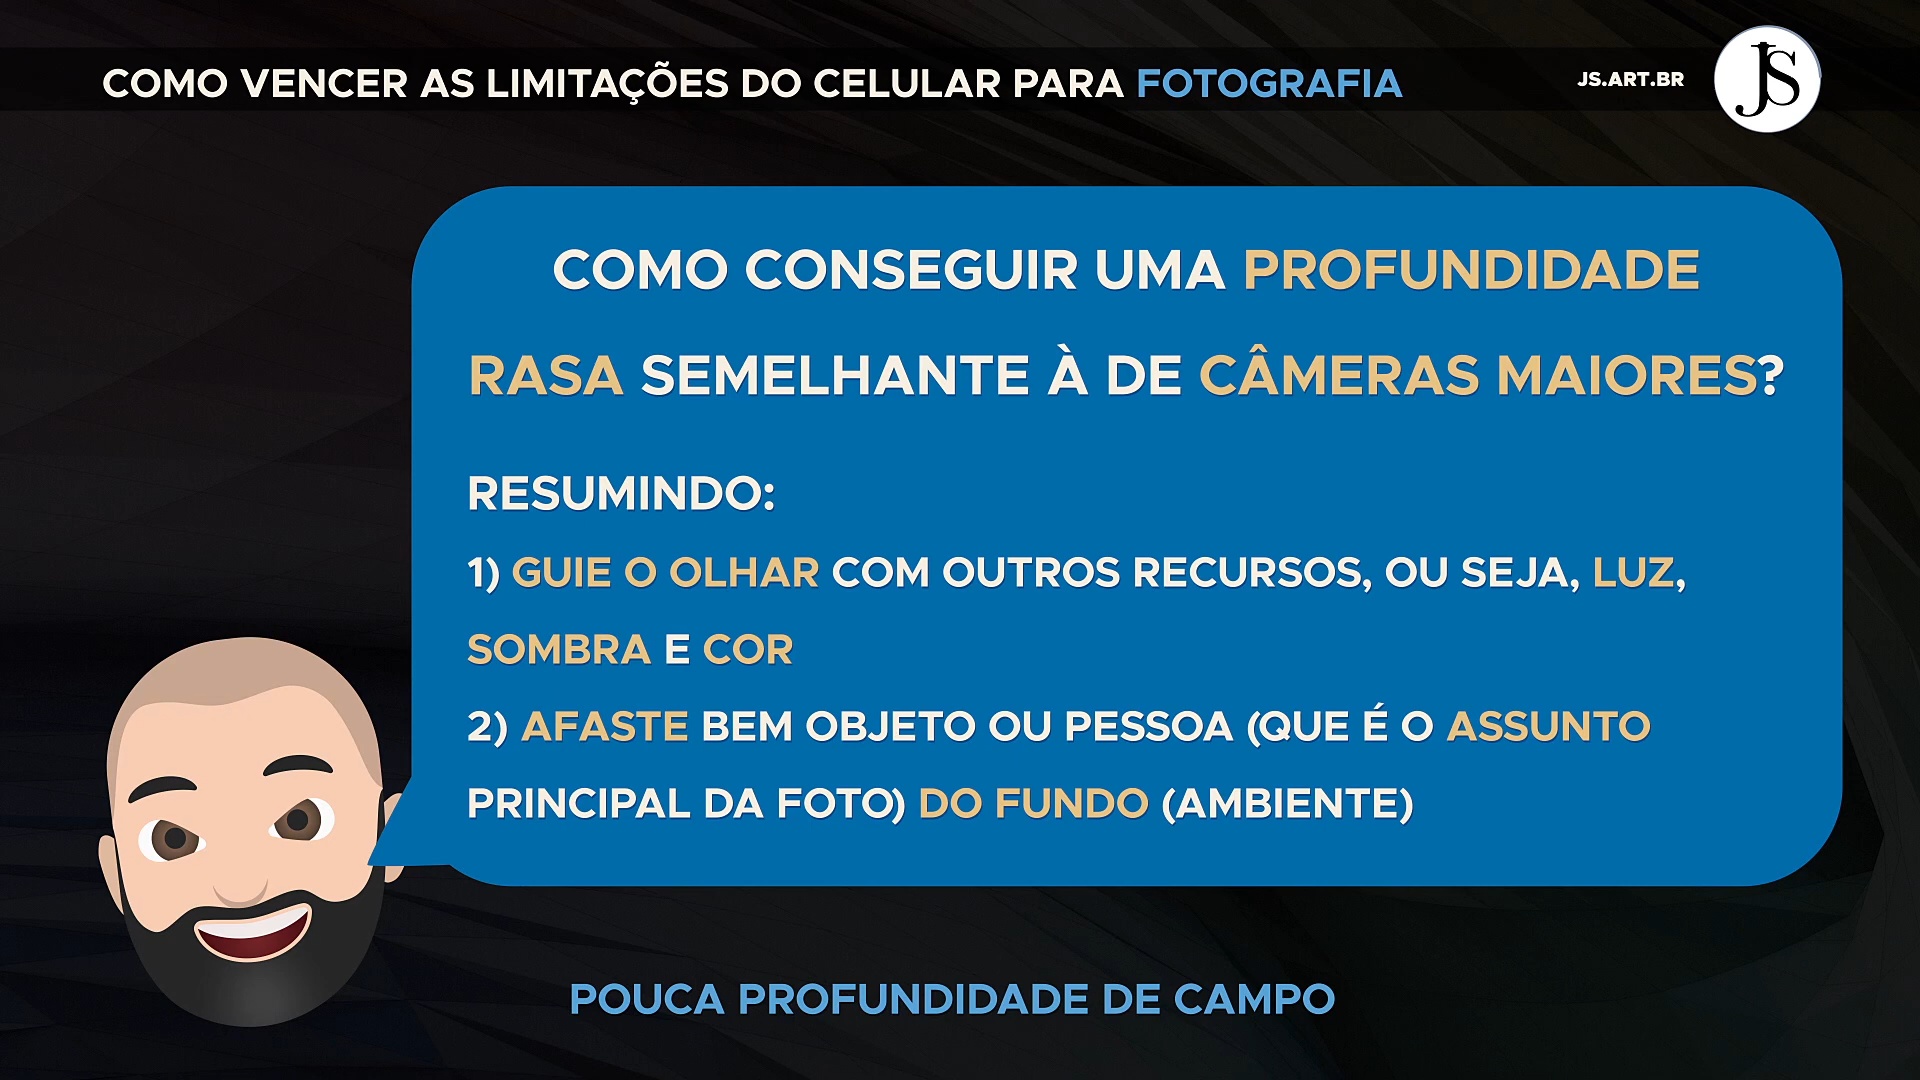 COMO VENCER AS LIMITAÇÕES DO CELULAR PARA FOTOGRAFIA
JS.ART.BR
JS
COMO CONSEGUIR UMA PROFUNDIDADE
RASA SEMELHANTE À DE CÂMERAS MAIORES?
RESUMINDO:
1) GUIE O OLHAR COM OUTROS RECURSOS, OU SEJA, LUZ,
SOMBRA E COR
2) AFASTE BEM OBJETO OU PESSOA (QUE É O ASSUNTO
PRINCIPAL DA FOTO) DO FUNDO (AMBIENTE)
POUCA PROFUNDIDADE DE CAMPO